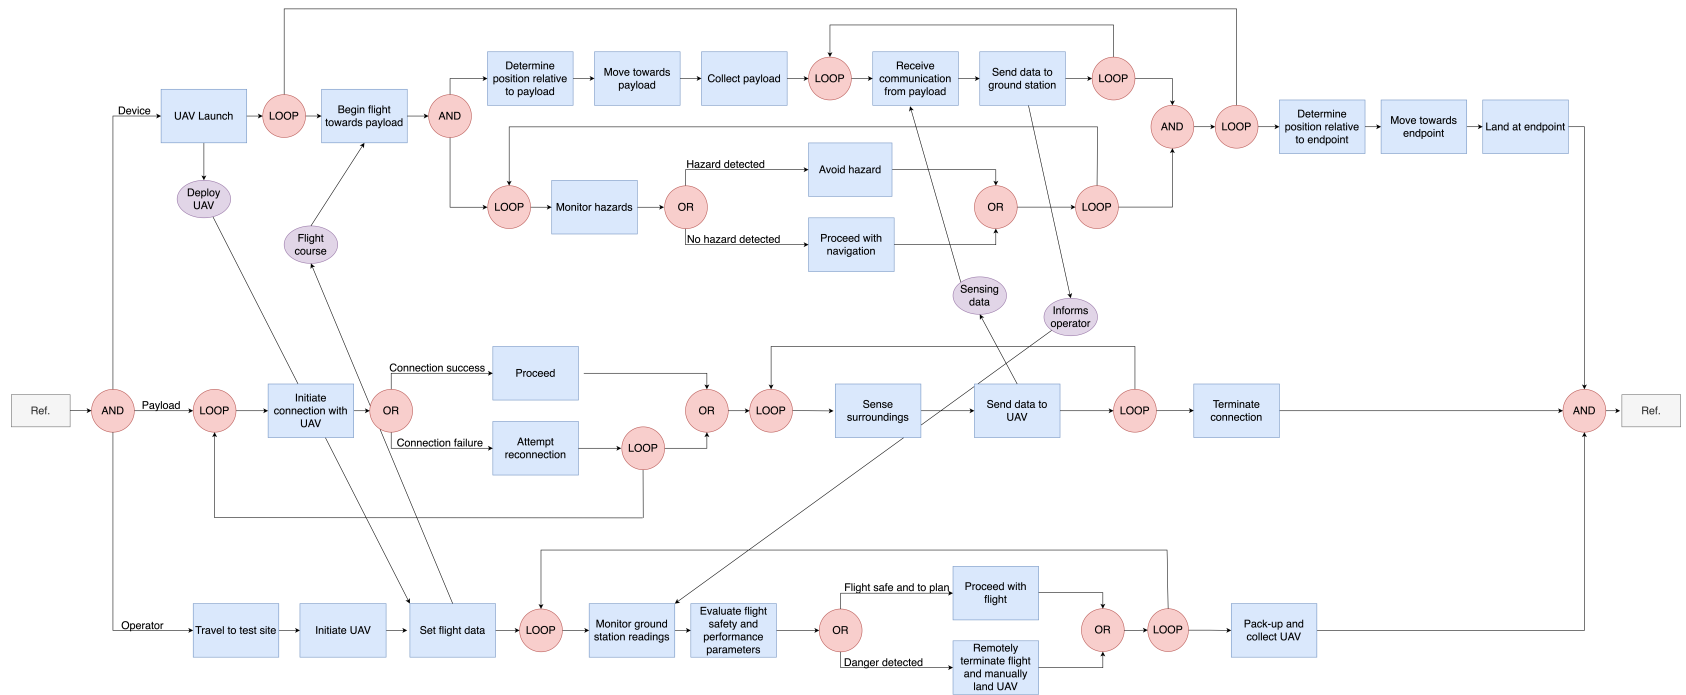 Device
UAV Launch
LOOP
Begin flight
towards payload
AND
Determine
position relative
to payload
Move towards
payload
Collect payload
LOOP
Receive
communication
from payload
Send data to
ground station
LOOP
AND
LOOP
Determine
position relative
to endpoint
Move towards
endpoint
Land at endpoint
LOOP
Monitor hazards
OR
Hazard detected
Avoid hazard
No hazard detected
Proceed with
navigation
OR
LOOP
Deploy
UAV
Flight
course
Sensing
data
Informs
operator
Ref.
AND
Payload
LOOP
Initiate
connection with
UAV
OR
Connection success
Proceed
Connection failure
Attempt
reconnection
LOOP
OR
LOOP
Sense
surroundings
Send data to
UAV
LOOP
Terminate
connection
AND
Ref.
Operator
Travel to test site
Initiate UAV
Set flight data
LOOP
Monitor ground
station readings
Evaluate flight
safety and
performance
parameters
OR
Flight safe and to plan
Proceed with
flight
Danger detected
Remotely
terminate flight
and manually
land UAV
OR
LOOP
Pack-up and
collect UAV